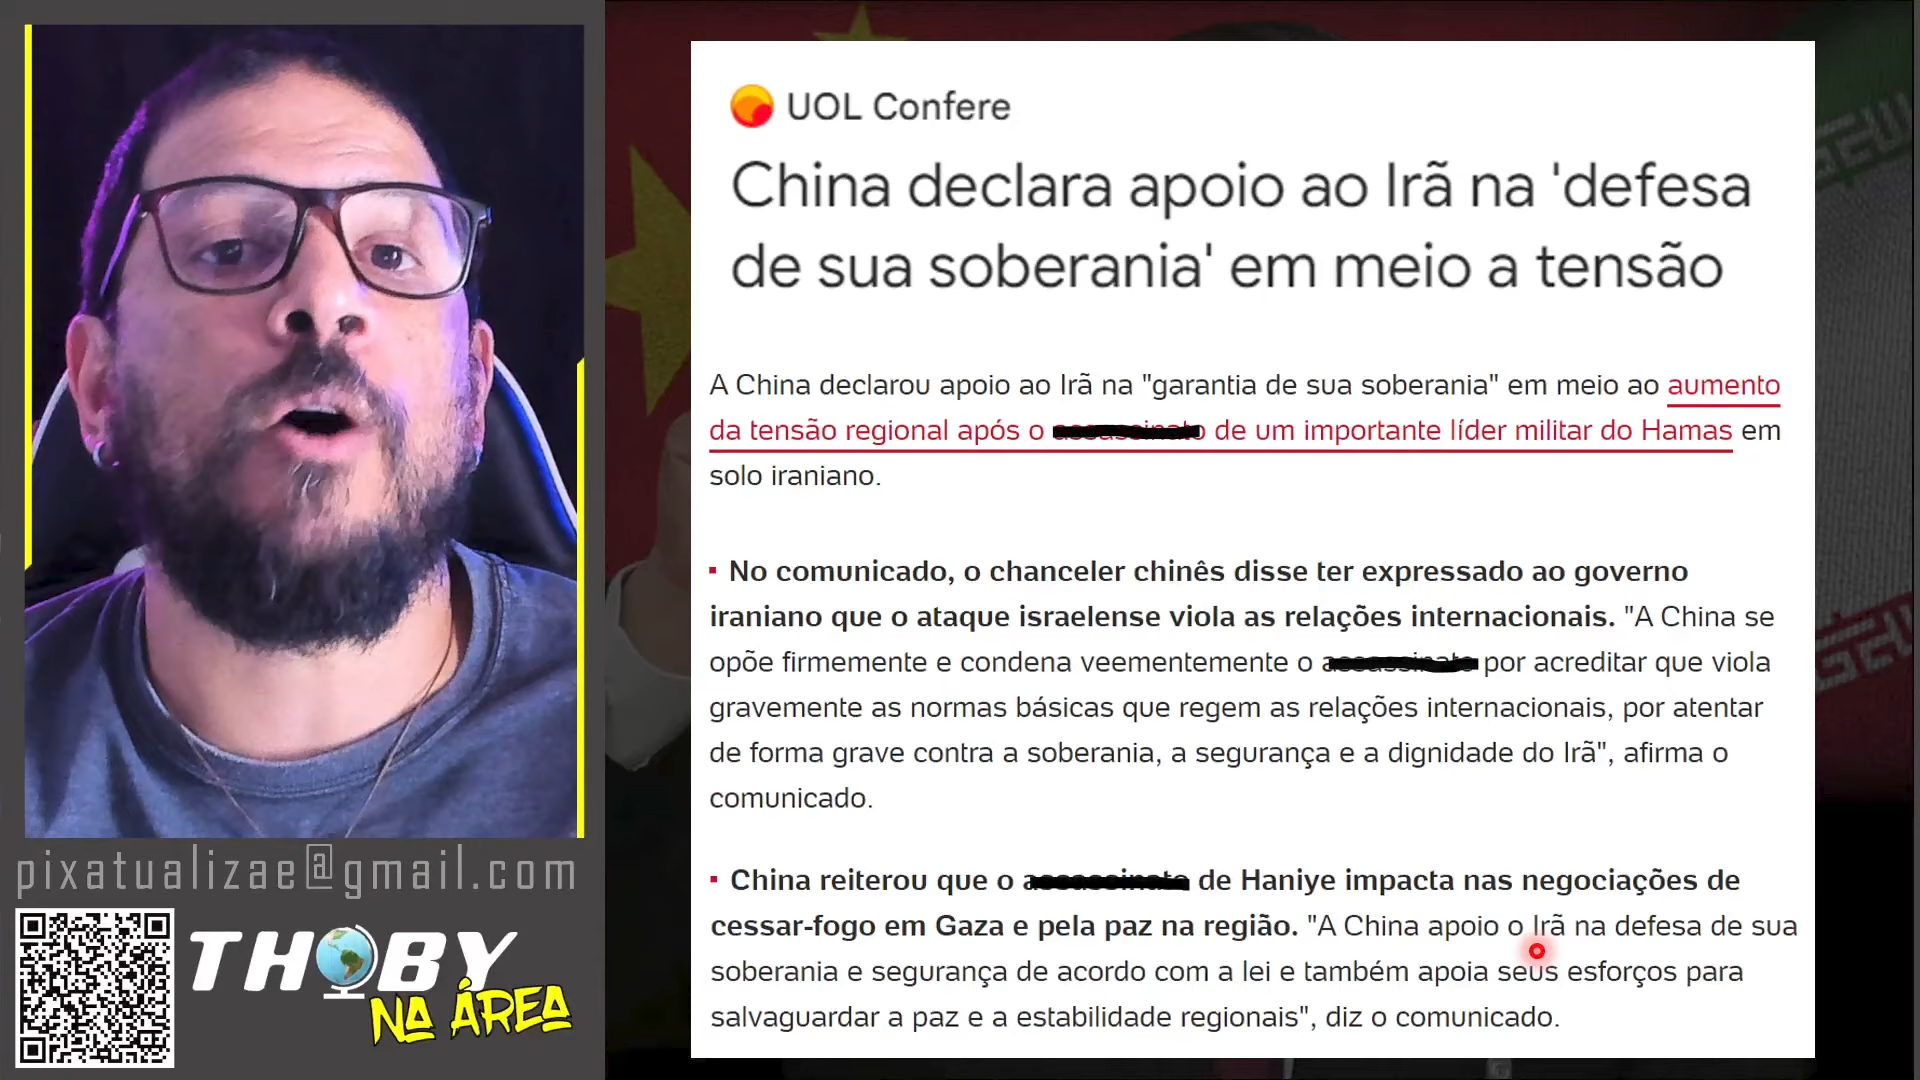 UOL Confere
China declara apoio ao Irã na 'defesa
de sua soberania' em meio a tensão
A China declarou apoio ao Irã na "garantia de sua soberania" em meio ao aumento
da tensão regional após o de um importante líder militar do Hamas em
solo iraniano.
▪ No comunicado, o chanceler chinês disse ter expressado ao governo
iraniano que o ataque israelense viola as relações internacionais. "A China se
opõe firmemente e condena veementemente o por acreditar que viola
gravemente as normas básicas que regem as relações internacionais, por atentar
de forma grave contra a soberania, a segurança e a dignidade do Irã", afirma o
comunicado.
▪ China reiterou que o de Haniye impacta nas negociações de
cessar-fogo em Gaza e pela paz na região. "A China apoio o Irã na defesa de sua
soberania e segurança de acordo com a lei e também apoia seus esforços para
salvaguardar a paz e a estabilidade regionais", diz o comunicado.
pixatualizae@gmail.com
THOBY
NA ÁREA